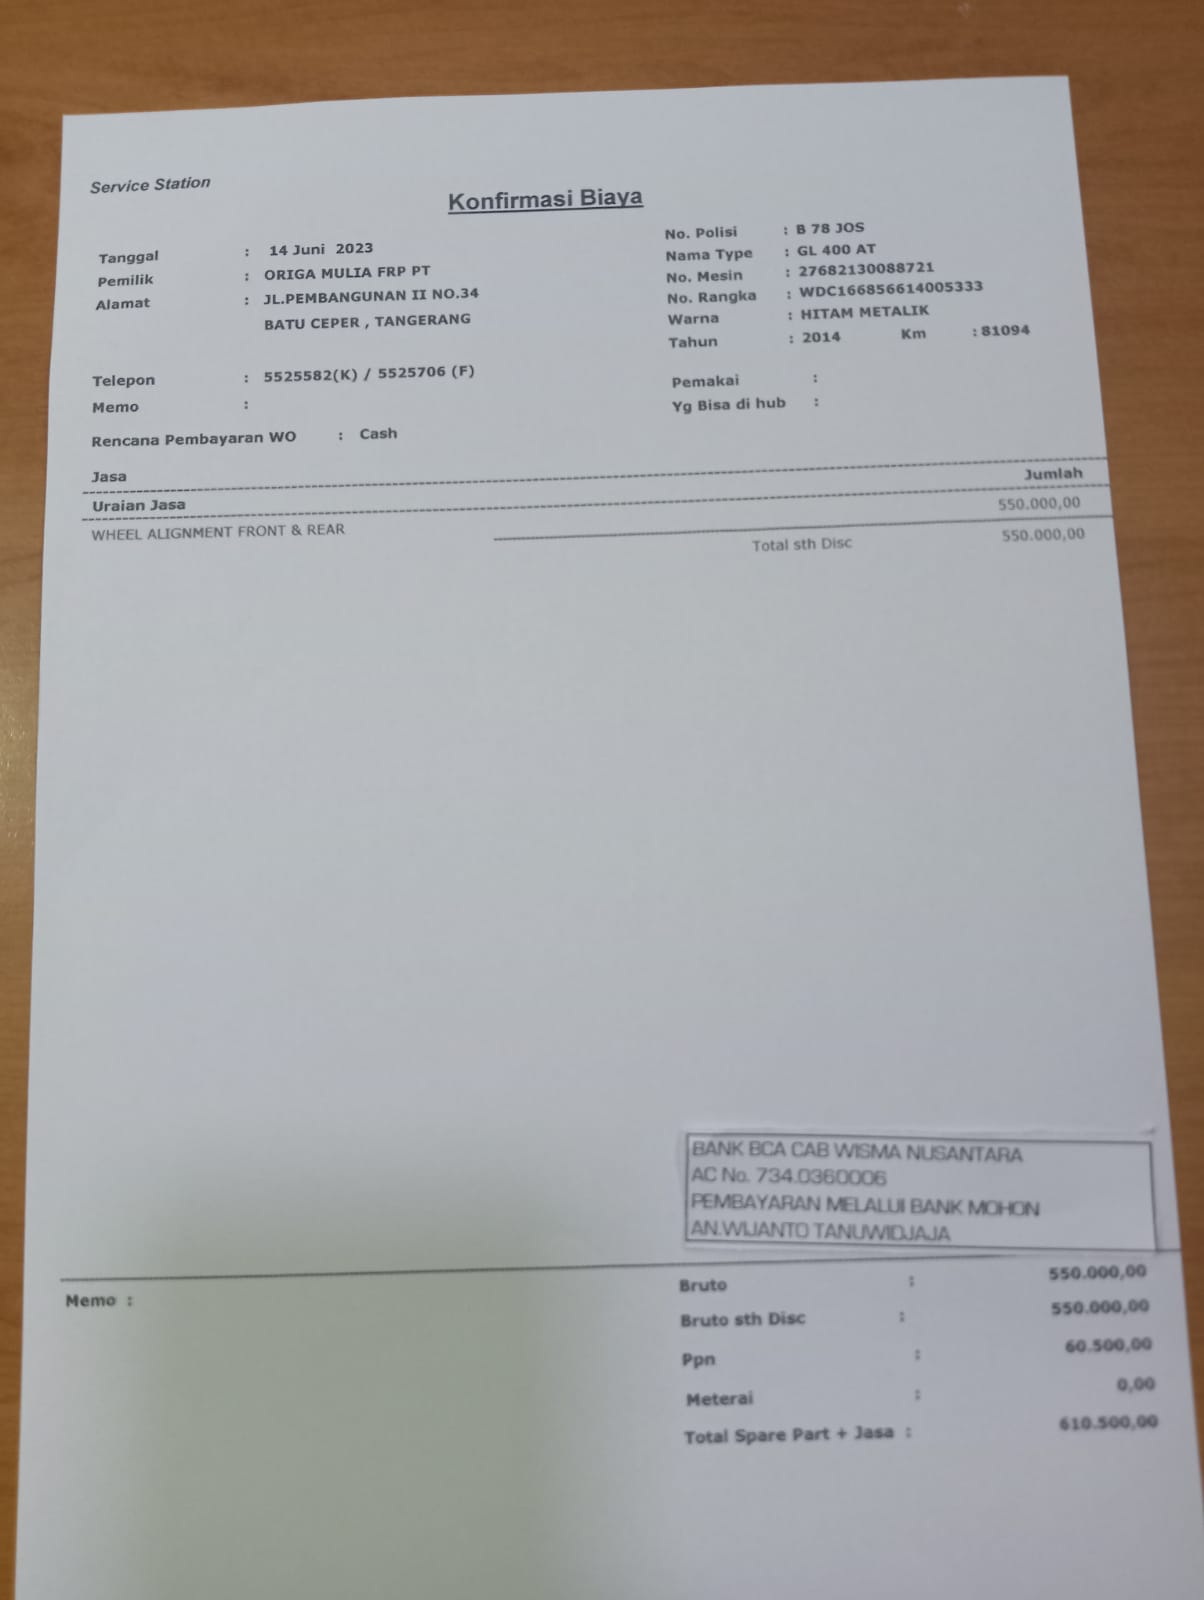 Service Station
Konfirmasi Biaya
Tanggal : 14 Juni 2023
Pemilik : ORIGA MULIA FRP PT
Alamat : JL.PEMBANGUNAN II NO.34
BATU CEPER , TANGERANG
Telepon : 5525582(K) / 5525706 (F)
Memo :
Rencana Pembayaran WO : Cash
No. Polisi : B 78 JOS
Nama Type : GL 400 AT
No. Mesin : 27682130088721
No. Rangka : WDC166856614005333
Warna : HITAM METALIK
Tahun : 2014 Km : 81094
Pemakai :
Yg Bisa di hub :
Jasa
Uraian Jasa Jumlah
WHEEL ALIGNMENT FRONT & REAR 550.000,00
Total sth Disc 550.000,00
BANK BCA CAB WISMA NUSANTARA
AC No. 734.0360006
PEMBAYARAN MELALUI BANK MOHON
AN.WIJANTO TANUWIDJAJA
Memo :
Bruto : 550.000,00
Bruto sth Disc : 550.000,00
Ppn : 60.500,00
Meterai : 0,00
Total Spare Part + Jasa : 610.500,00